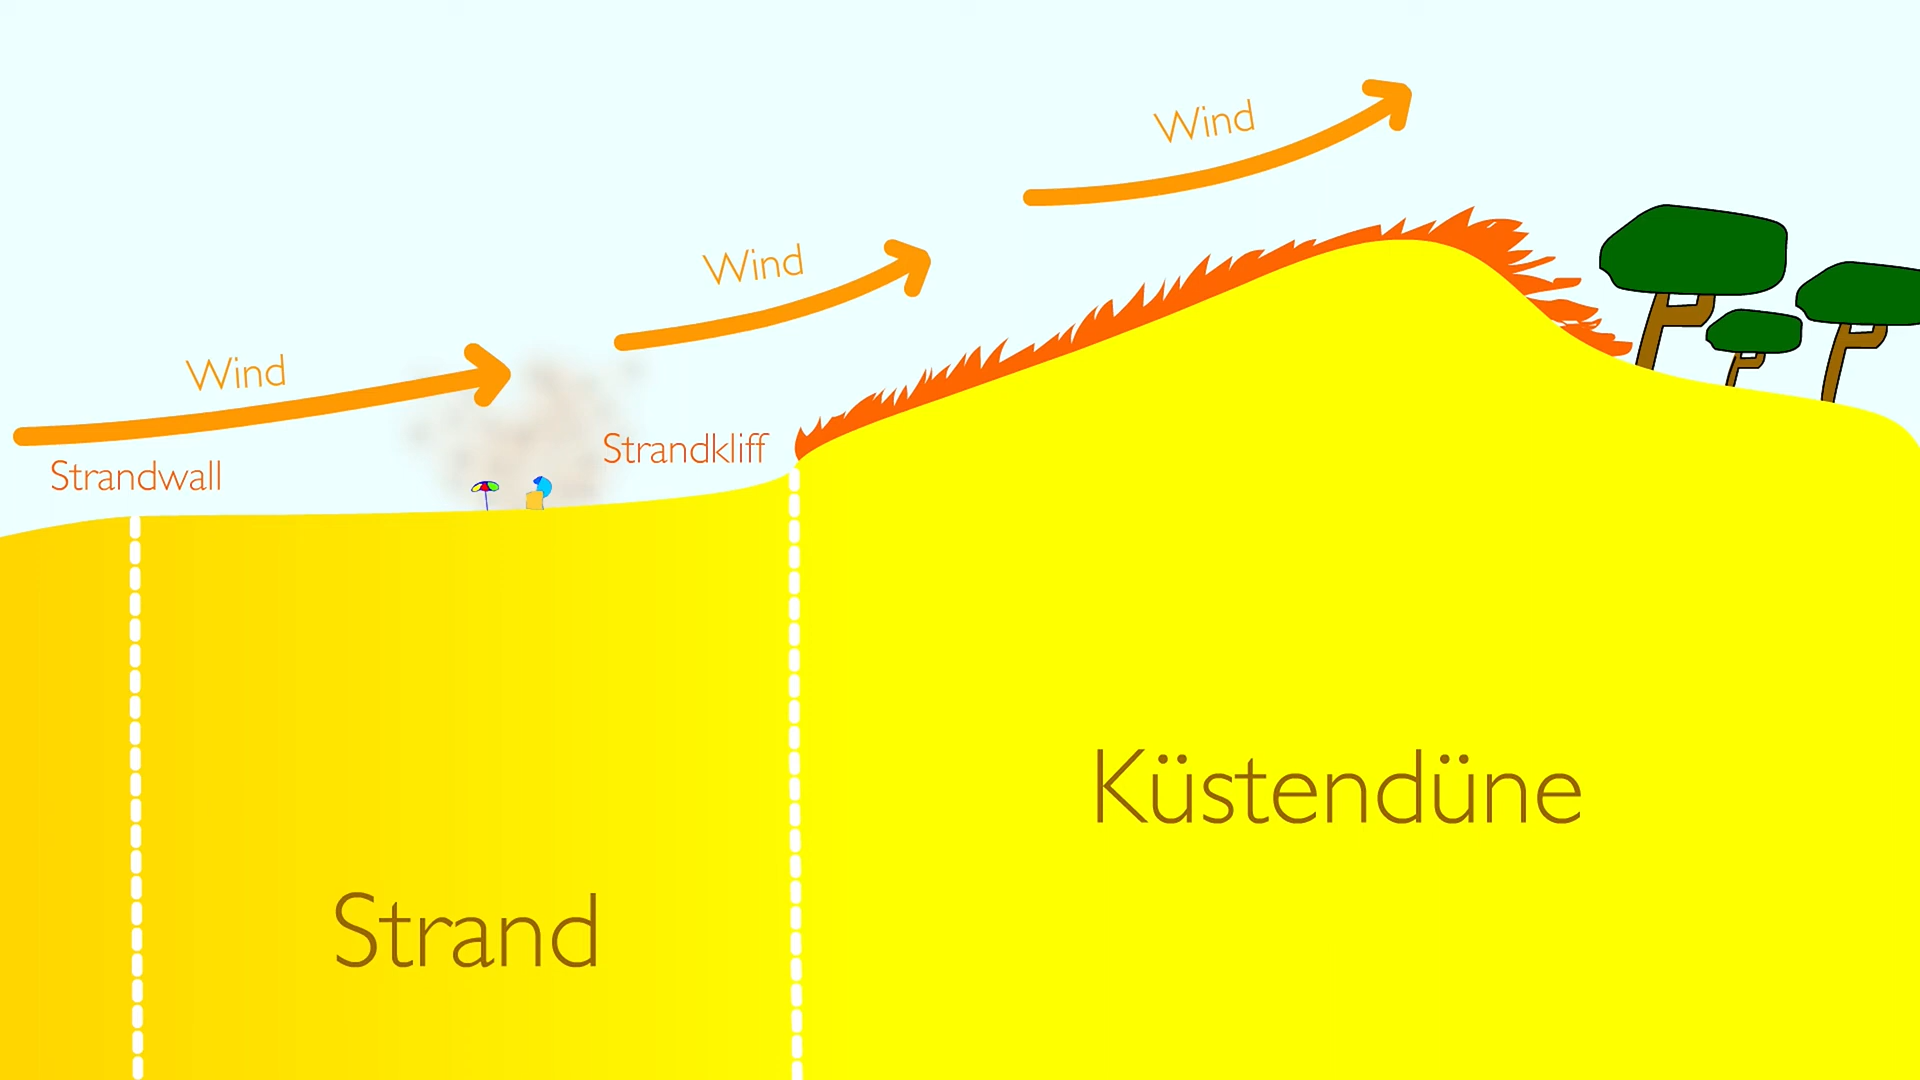 Wind
Wind
Wind
Strandwall
Strandkliff
Küstendüne
Strand